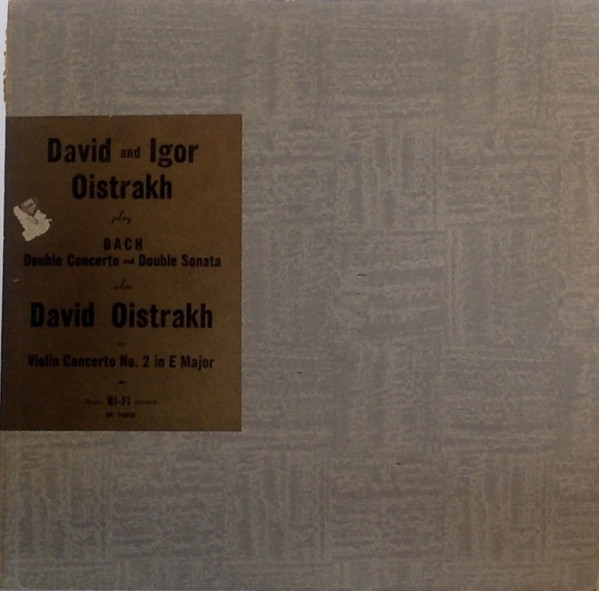 David and Igor
Oistrakh
play
BACH
Double Concerto and Double Sonata
also
David Oistrakh
in
Violin Concerto No. 2 in E Major
HI-FI